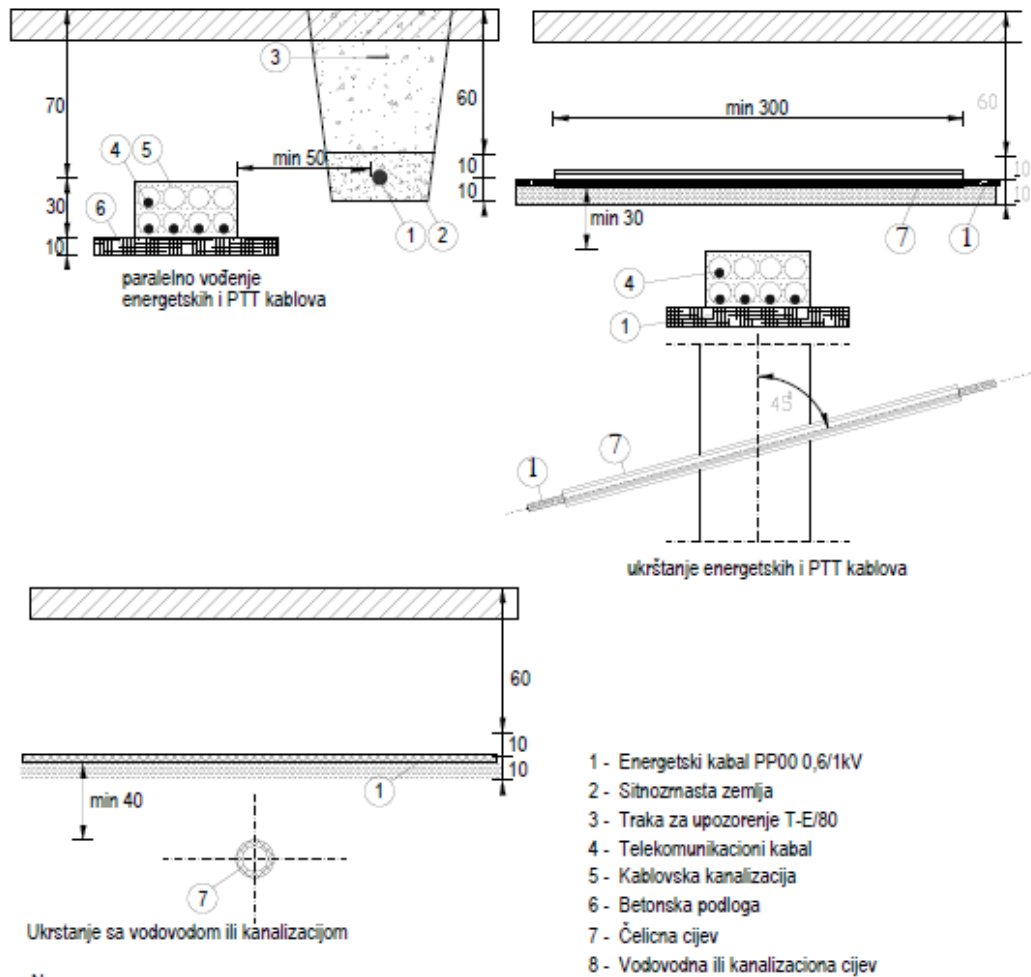 3
70
60
min 50
4
5
10
10
30
6
10
1
2
paralelno vođenje
energetskih i PTT kablova
60
min 300
10
10
min 30
7
1
4
1
45°
7
1
ukrštanje energetskih i PTT kablova
60
10
10
min 40
1
7
Ukrstanje sa vodovodom ili kanalizacijom
1 - Energetski kabal PP00 0,6/1kV
2 - Sitnozrnasta zemlja
3 - Traka za upozorenje T-E/80
4 - Telekomunikacioni kabal
5 - Kablovska kanalizacija
6 - Betonska podloga
7 - Čelicna cijev
8 - Vodovodna ili kanalizaciona cijev